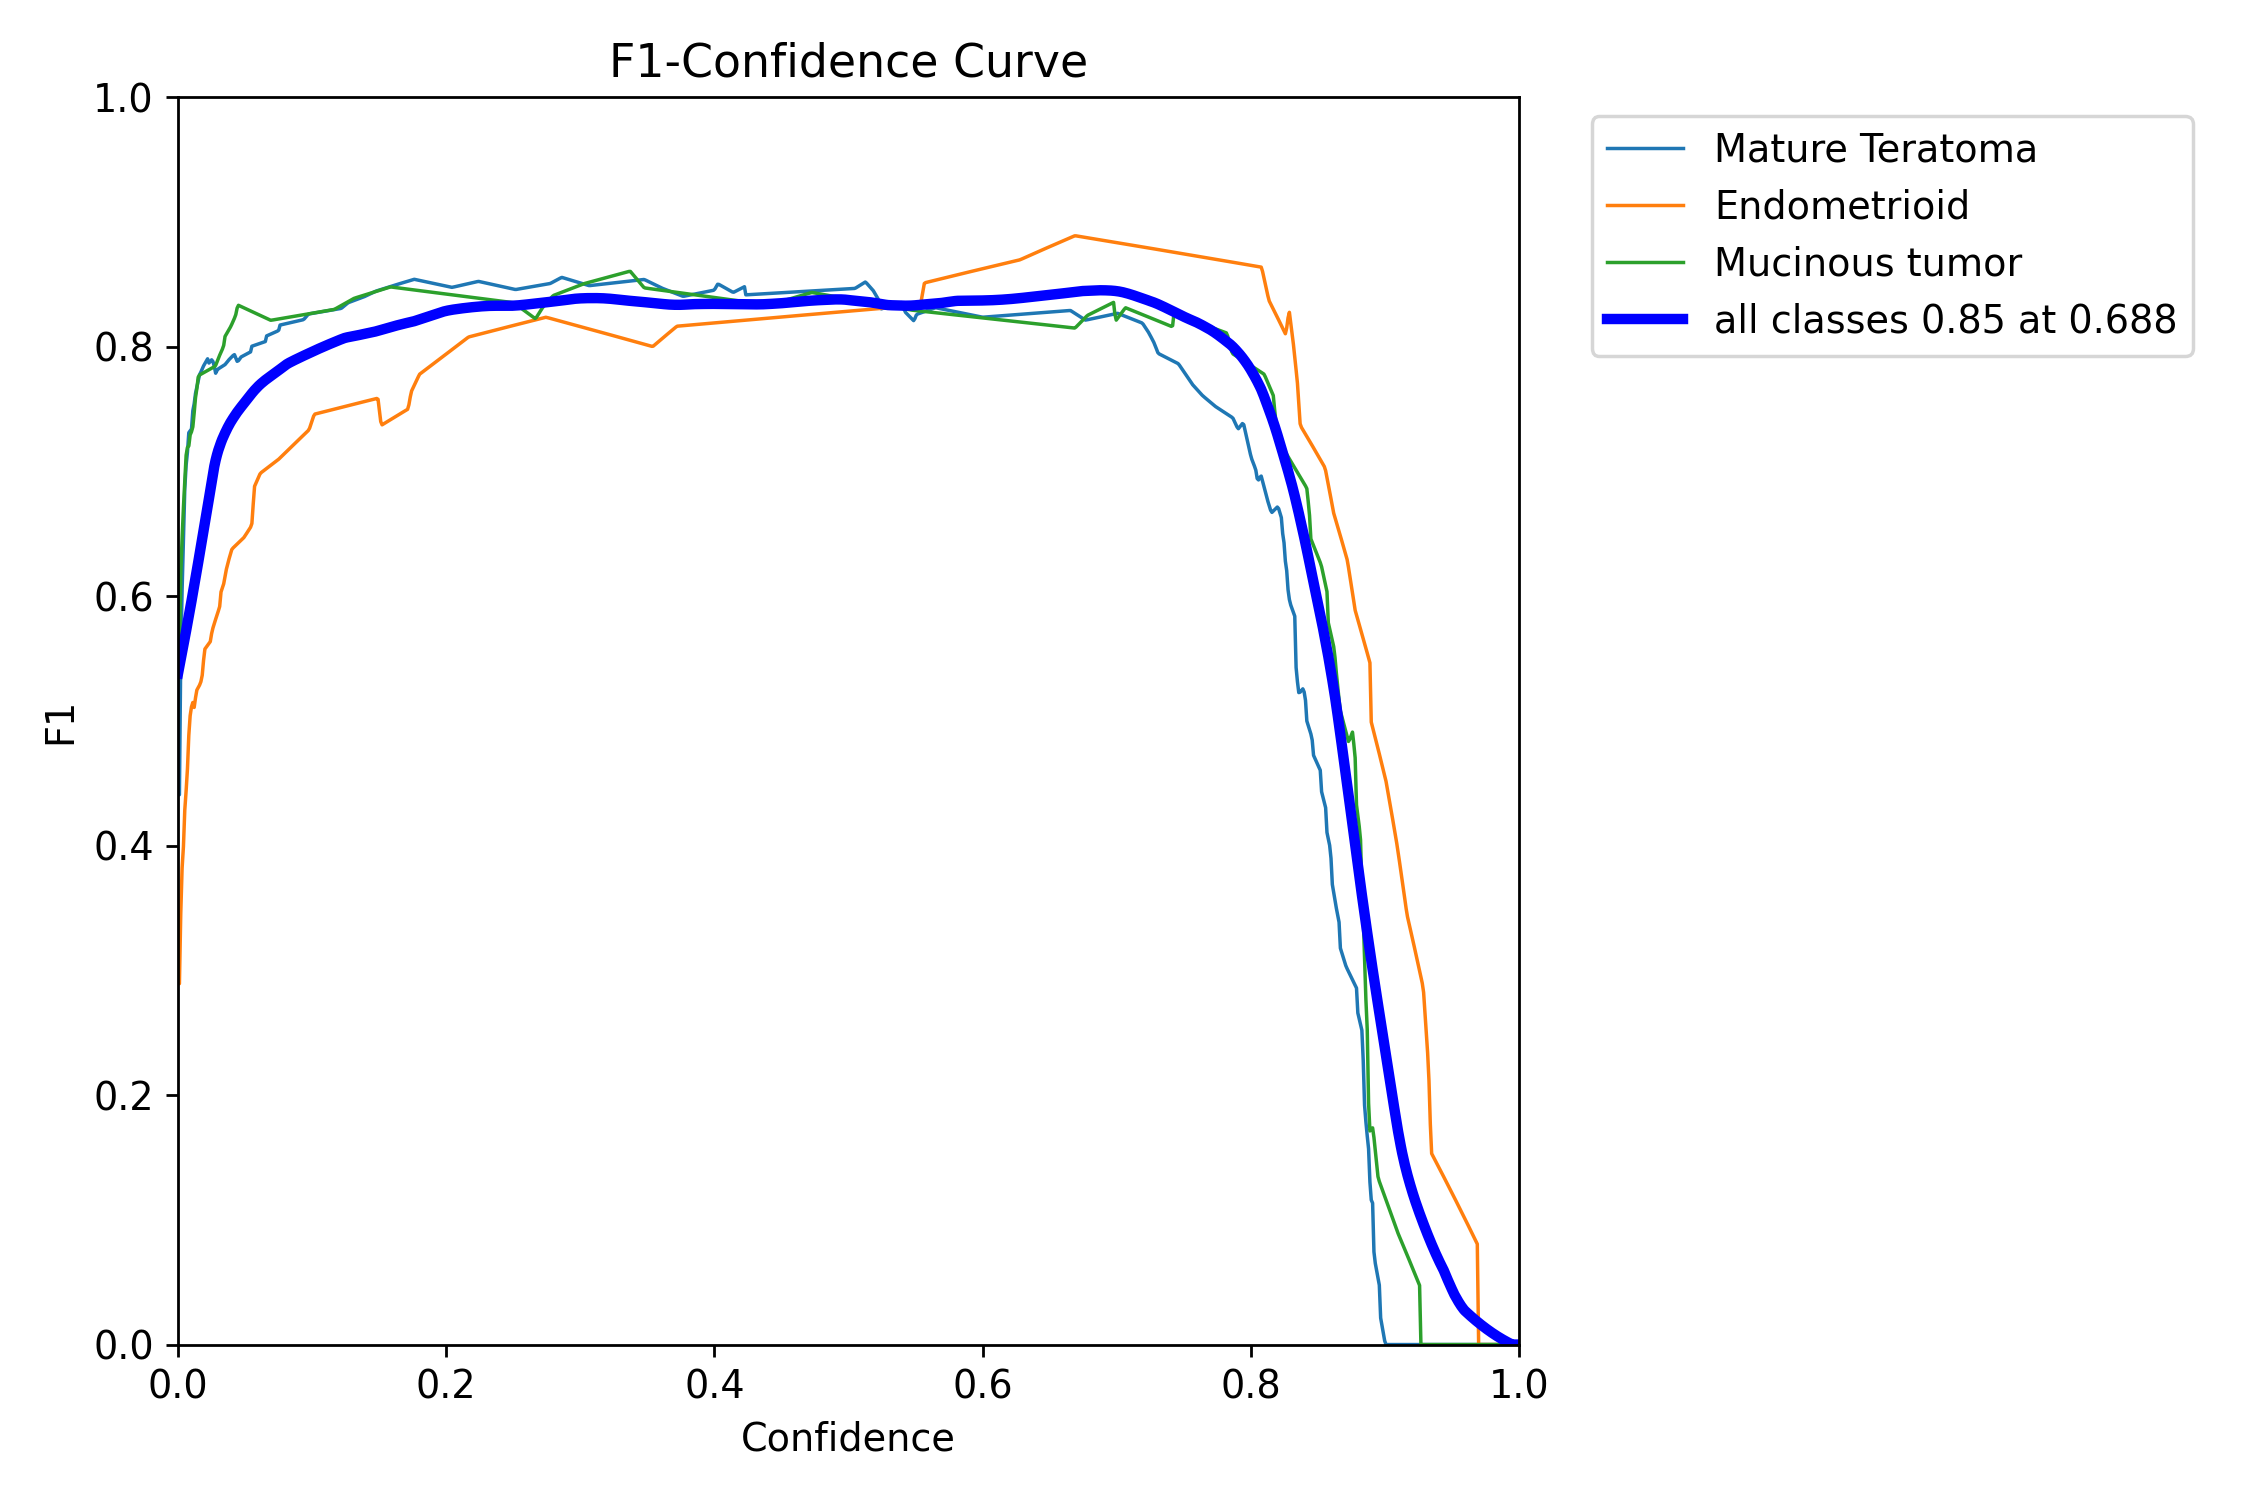 F1-Confidence Curve
1.0
0.8
0.6
0.4
0.2
0.0
F1
0.0 0.2 0.4 0.6 0.8 1.0
Confidence
Mature Teratoma
Endometrioid
Mucinous tumor
all classes 0.85 at 0.688